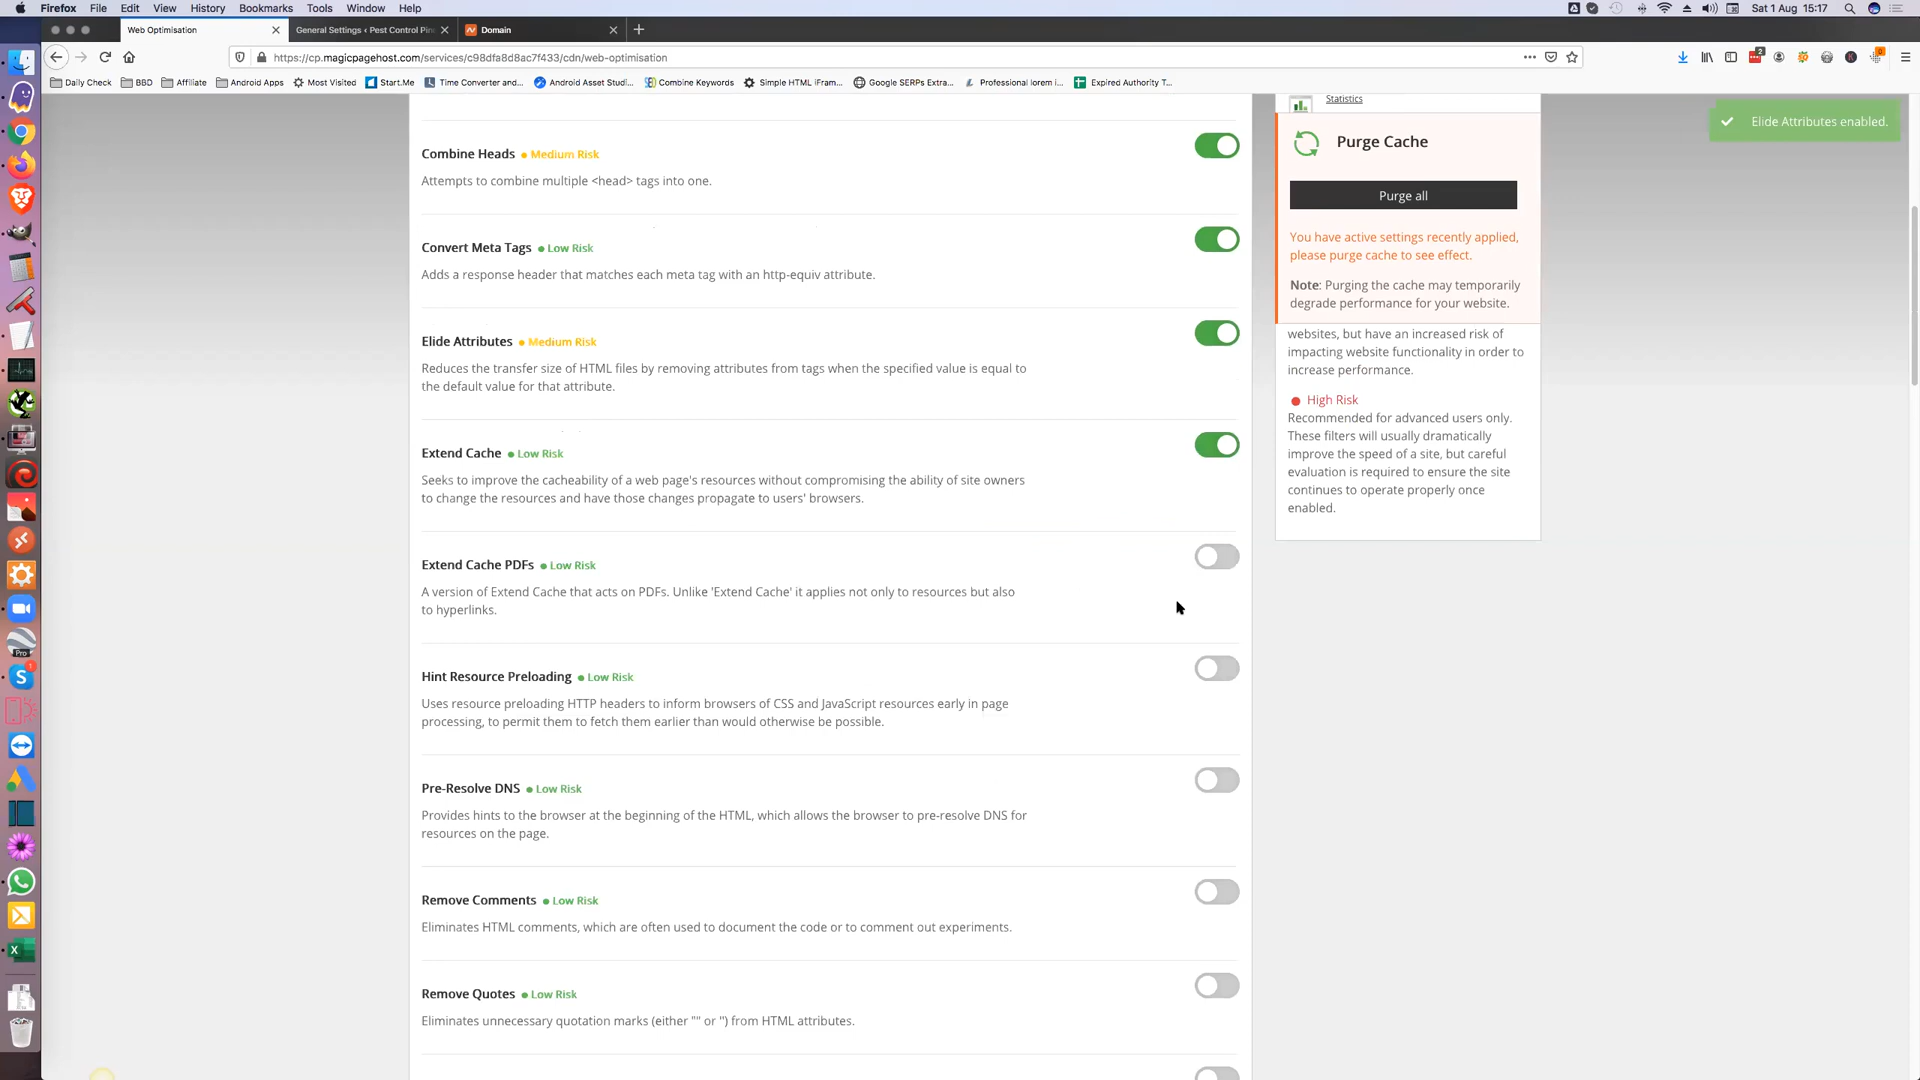 Firefox File Edit View History Bookmarks Tools Window Help Sat 1 Aug 15:17
Web Optimisation General Settings ‹ Pest Control Pin Domain
https://cp.magicpagehost.com/services/c98dfa8d8ac7f433/cdn/web-optimisation
Daily Check BBD Affiliate Android Apps Most Visited Start.Me Time Converter and... Android Asset Studi... Combine Keywords Simple HTML iFram... Google SERPs Extra... Professional lorem i... Expired Authority T...
Statistics
Elide Attributes enabled.
Purge Cache
Purge all
You have active settings recently applied,
please purge cache to see effect.
Note: Purging the cache may temporarily
degrade performance for your website.
websites, but have an increased risk of
impacting website functionality in order to
increase performance.
High Risk
Recommended for advanced users only.
These filters will usually dramatically
improve the speed of a site, but careful
evaluation is required to ensure the site
continues to operate properly once
enabled.
Combine Heads Medium Risk
Attempts to combine multiple <head> tags into one.
Convert Meta Tags Low Risk
Adds a response header that matches each meta tag with an http-equiv attribute.
Elide Attributes Medium Risk
Reduces the transfer size of HTML files by removing attributes from tags when the specified value is equal to
the default value for that attribute.
Extend Cache Low Risk
Seeks to improve the cacheability of a web page's resources without compromising the ability of site owners
to change the resources and have those changes propagate to users' browsers.
Extend Cache PDFs Low Risk
A version of Extend Cache that acts on PDFs. Unlike 'Extend Cache' it applies not only to resources but also
to hyperlinks.
Hint Resource Preloading Low Risk
Uses resource preloading HTTP headers to inform browsers of CSS and JavaScript resources early in page
processing, to permit them to fetch them earlier than would otherwise be possible.
Pre-Resolve DNS Low Risk
Provides hints to the browser at the beginning of the HTML, which allows the browser to pre-resolve DNS for
resources on the page.
Remove Comments Low Risk
Eliminates HTML comments, which are often used to document the code or to comment out experiments.
Remove Quotes Low Risk
Eliminates unnecessary quotation marks (either "" or '') from HTML attributes.
Pro